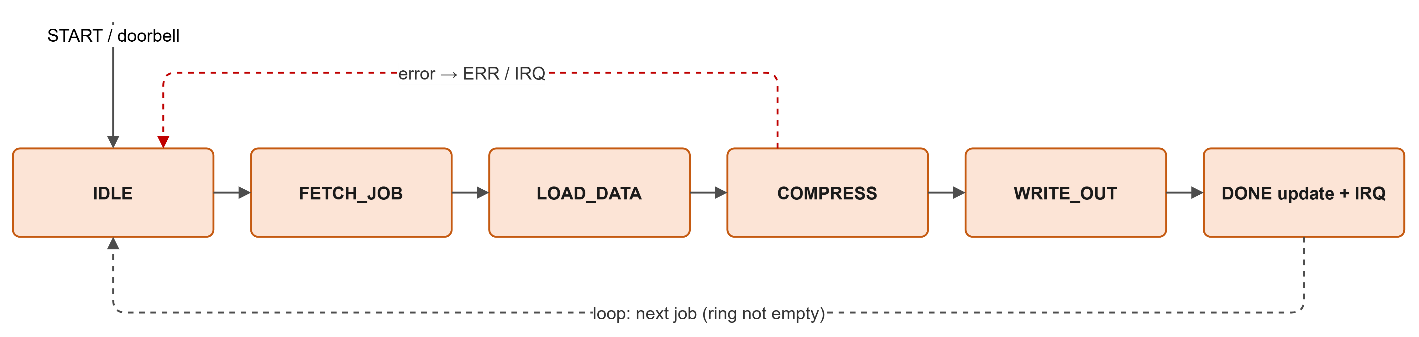 START / doorbell
error → ERR / IRQ
IDLE
FETCH_JOB
LOAD_DATA
COMPRESS
WRITE_OUT
DONE update + IRQ
loop: next job (ring not empty)